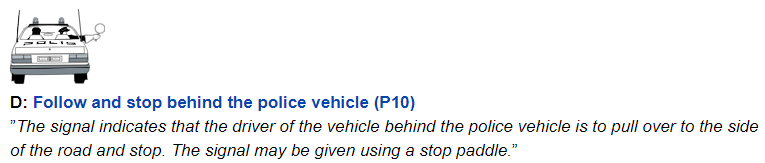 POLIS
D: Follow and stop behind the police vehicle (P10)
”The signal indicates that the driver of the vehicle behind the police vehicle is to pull over to the side
of the road and stop. The signal may be given using a stop paddle.”